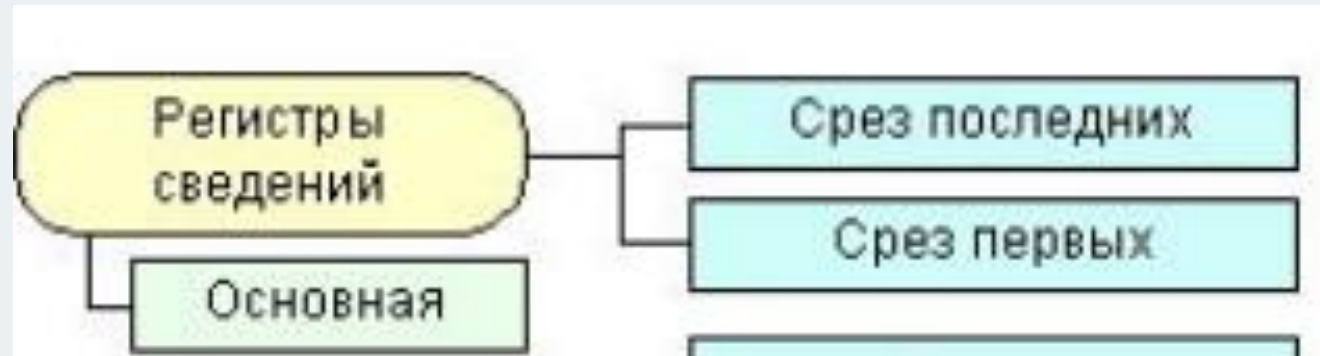 Регистры
сведений
Основная
Срез последних
Срез первых